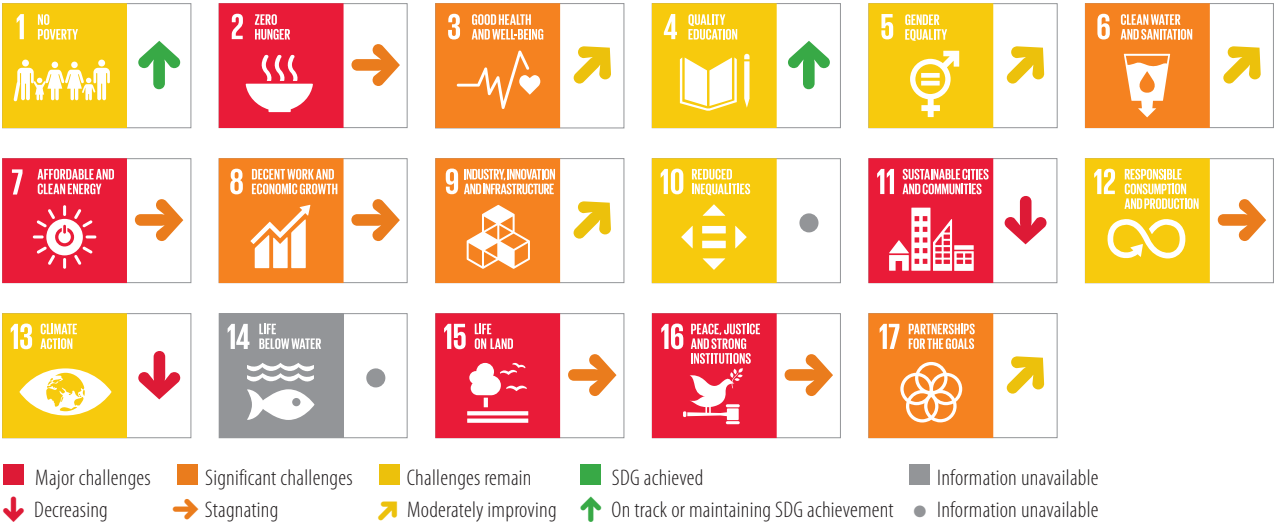 1 NO
POVERTY
2 ZERO
HUNGER
3 GOOD HEALTH
AND WELL-BEING
4 QUALITY
EDUCATION
5 GENDER
EQUALITY
6 CLEAN WATER
AND SANITATION
7 AFFORDABLE AND
CLEAN ENERGY
8 DECENT WORK AND
ECONOMIC GROWTH
9 INDUSTRY, INNOVATION
AND INFRASTRUCTURE
10 REDUCED
INEQUALITIES
11 SUSTAINABLE CITIES
AND COMMUNITIES
12 RESPONSIBLE
CONSUMPTION
AND PRODUCTION
13 CLIMATE
ACTION
14 LIFE
BELOW WATER
15 LIFE
ON LAND
16 PEACE, JUSTICE
AND STRONG
INSTITUTIONS
17 PARTNERSHIPS
FOR THE GOALS
Major challenges Significant challenges Challenges remain SDG achieved Information unavailable
Decreasing Stagnating Moderately improving On track or maintaining SDG achievement Information unavailable